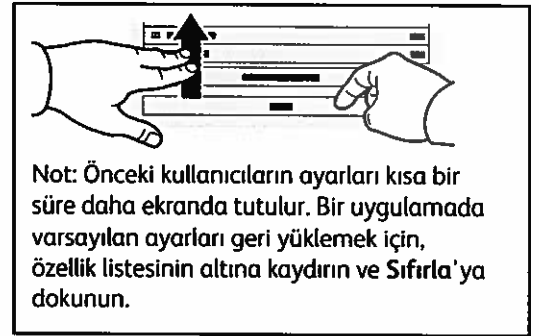 Not: Önceki kullanıcıların ayarları kısa bir
süre daha ekranda tutulur. Bir uygulamada
varsayılan ayarları geri yüklemek için,
özellik listesinin altına kaydırın ve Sıfırla'ya
dokunun.